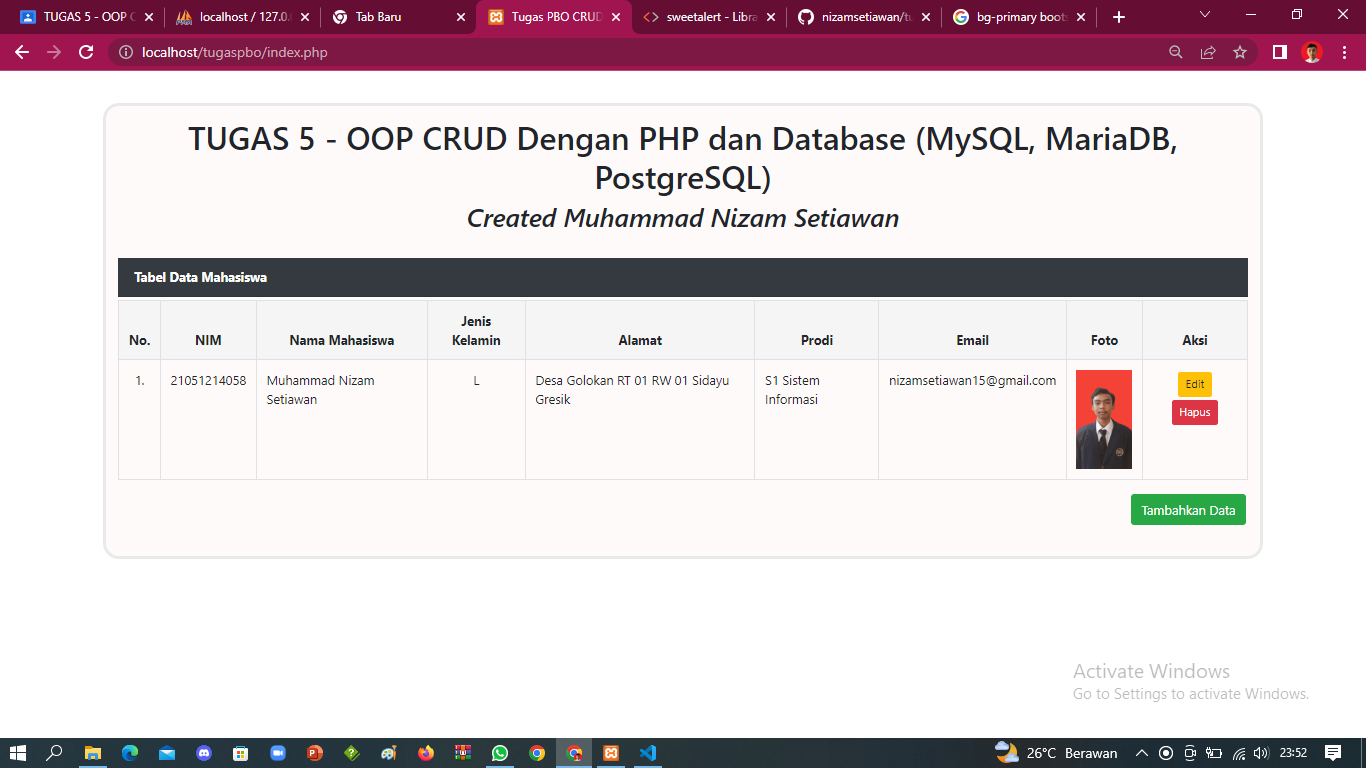 TUGAS 5 - OOP C
localhost / 127.0.
Tab Baru
Tugas PBO CRUD
sweetalert - Libra
nizamsetiawan/tu
bg-primary boots
localhost/tugaspbo/index.php
TUGAS 5 - OOP CRUD Dengan PHP dan Database (MySQL, MariaDB,
PostgreSQL)
Created Muhammad Nizam Setiawan
Tabel Data Mahasiswa
No. NIM Nama Mahasiswa Jenis Kelamin Alamat Prodi Email Foto Aksi
1. 21051214058 Muhammad Nizam L Desa Golokan RT 01 RW 01 Sidayu S1 Sistem nizamsetiawan15@gmail.com Edit
Setiawan Gresik Informasi
Hapus
Tambahkan Data
Activate Windows
Go to Settings to activate Windows.
26°C Berawan 23:52